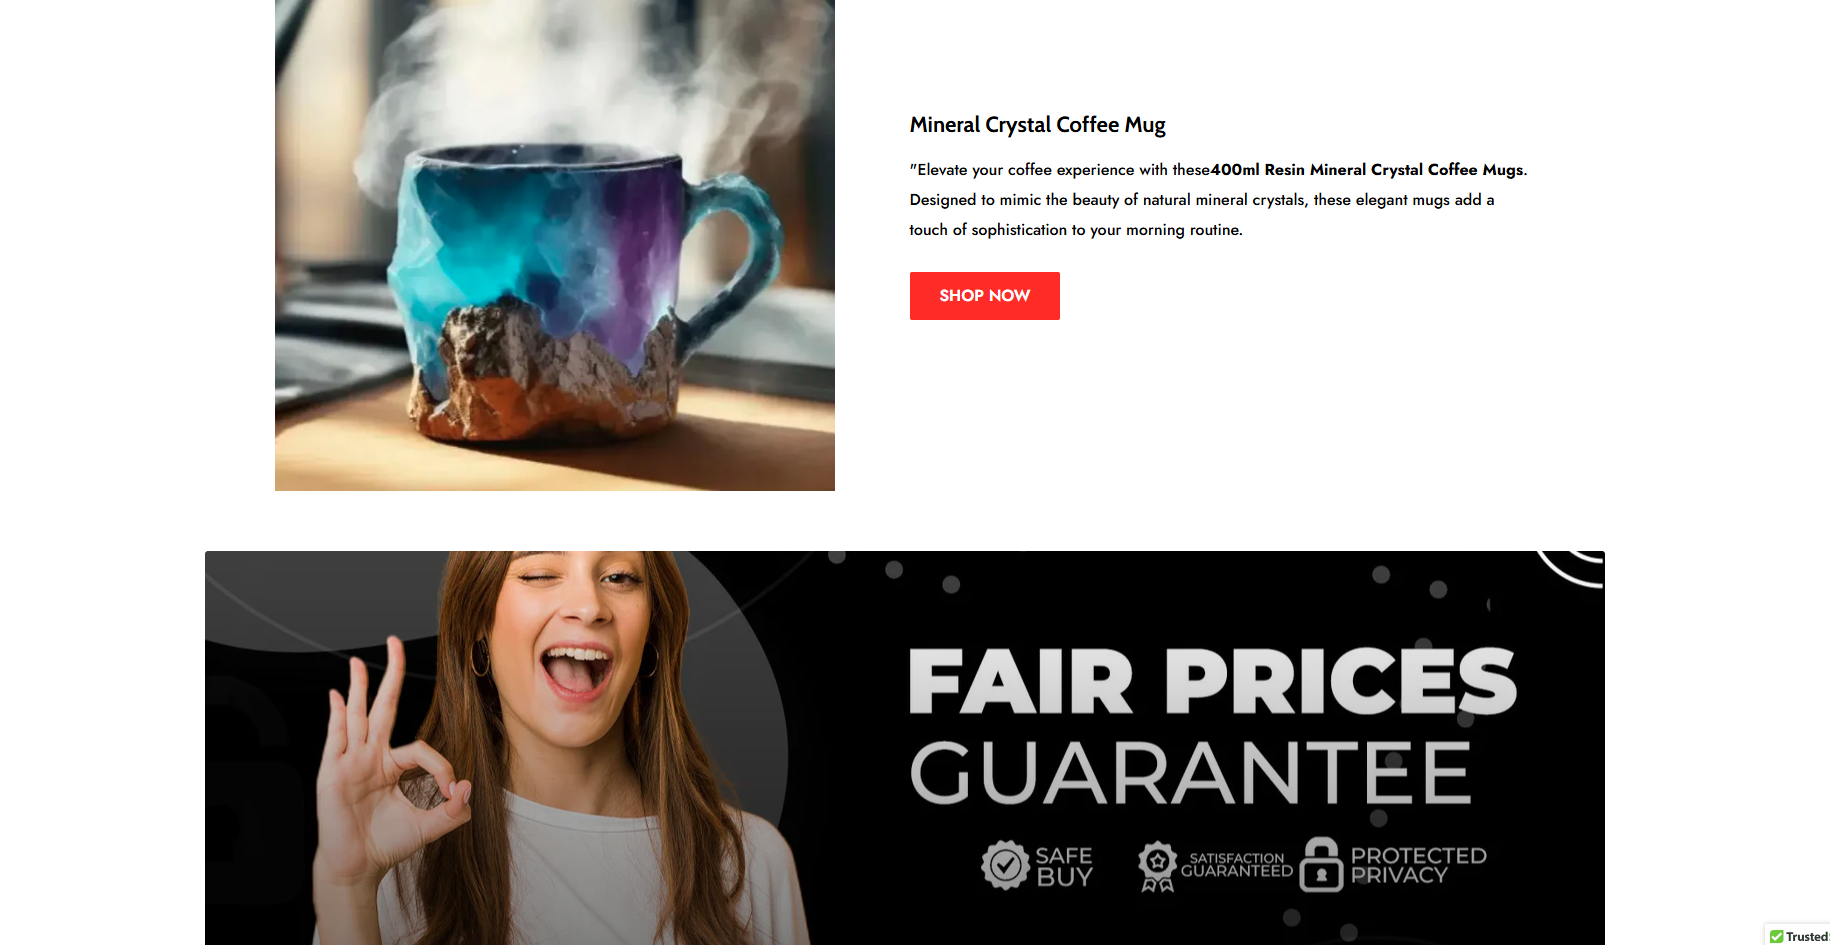 Mineral Crystal Coffee Mug
"Elevate your coffee experience with these400ml Resin Mineral Crystal Coffee Mugs.
Designed to mimic the beauty of natural mineral crystals, these elegant mugs add a
touch of sophistication to your morning routine.
SHOP NOW
FAIR PRICES
GUARANTEE
SAFE
BUY
SATISFACTION
GUARANTEED
PROTECTED
PRIVACY
Trusted